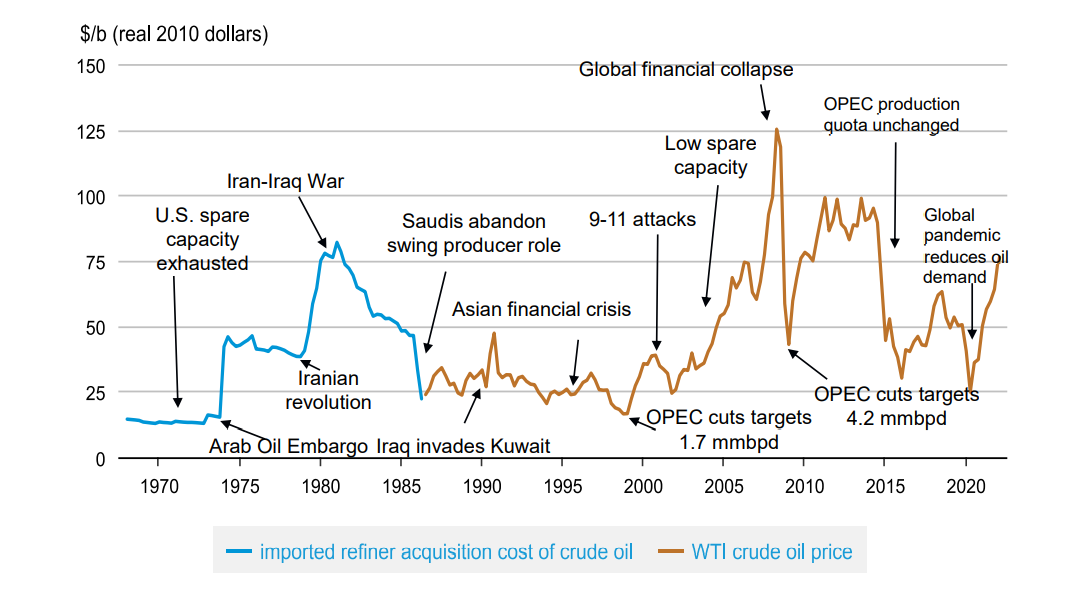 $/b (real 2010 dollars)
150
125
100
75
50
25
0
Global financial collapse
OPEC production
quota unchanged
Low spare
capacity
Iran-Iraq War
U.S. spare
capacity
exhausted
Saudis abandon
swing producer role
9-11 attacks
Global
pandemic
reduces oil
demand
Asian financial crisis
Iranian
revolution
OPEC cuts targets
4.2 mmbpd
OPEC cuts targets
1.7 mmbpd
Arab Oil Embargo
Iraq invades Kuwait
1970 1975 1980 1985 1990 1995 2000 2005 2010 2015 2020
imported refiner acquisition cost of crude oil
WTI crude oil price